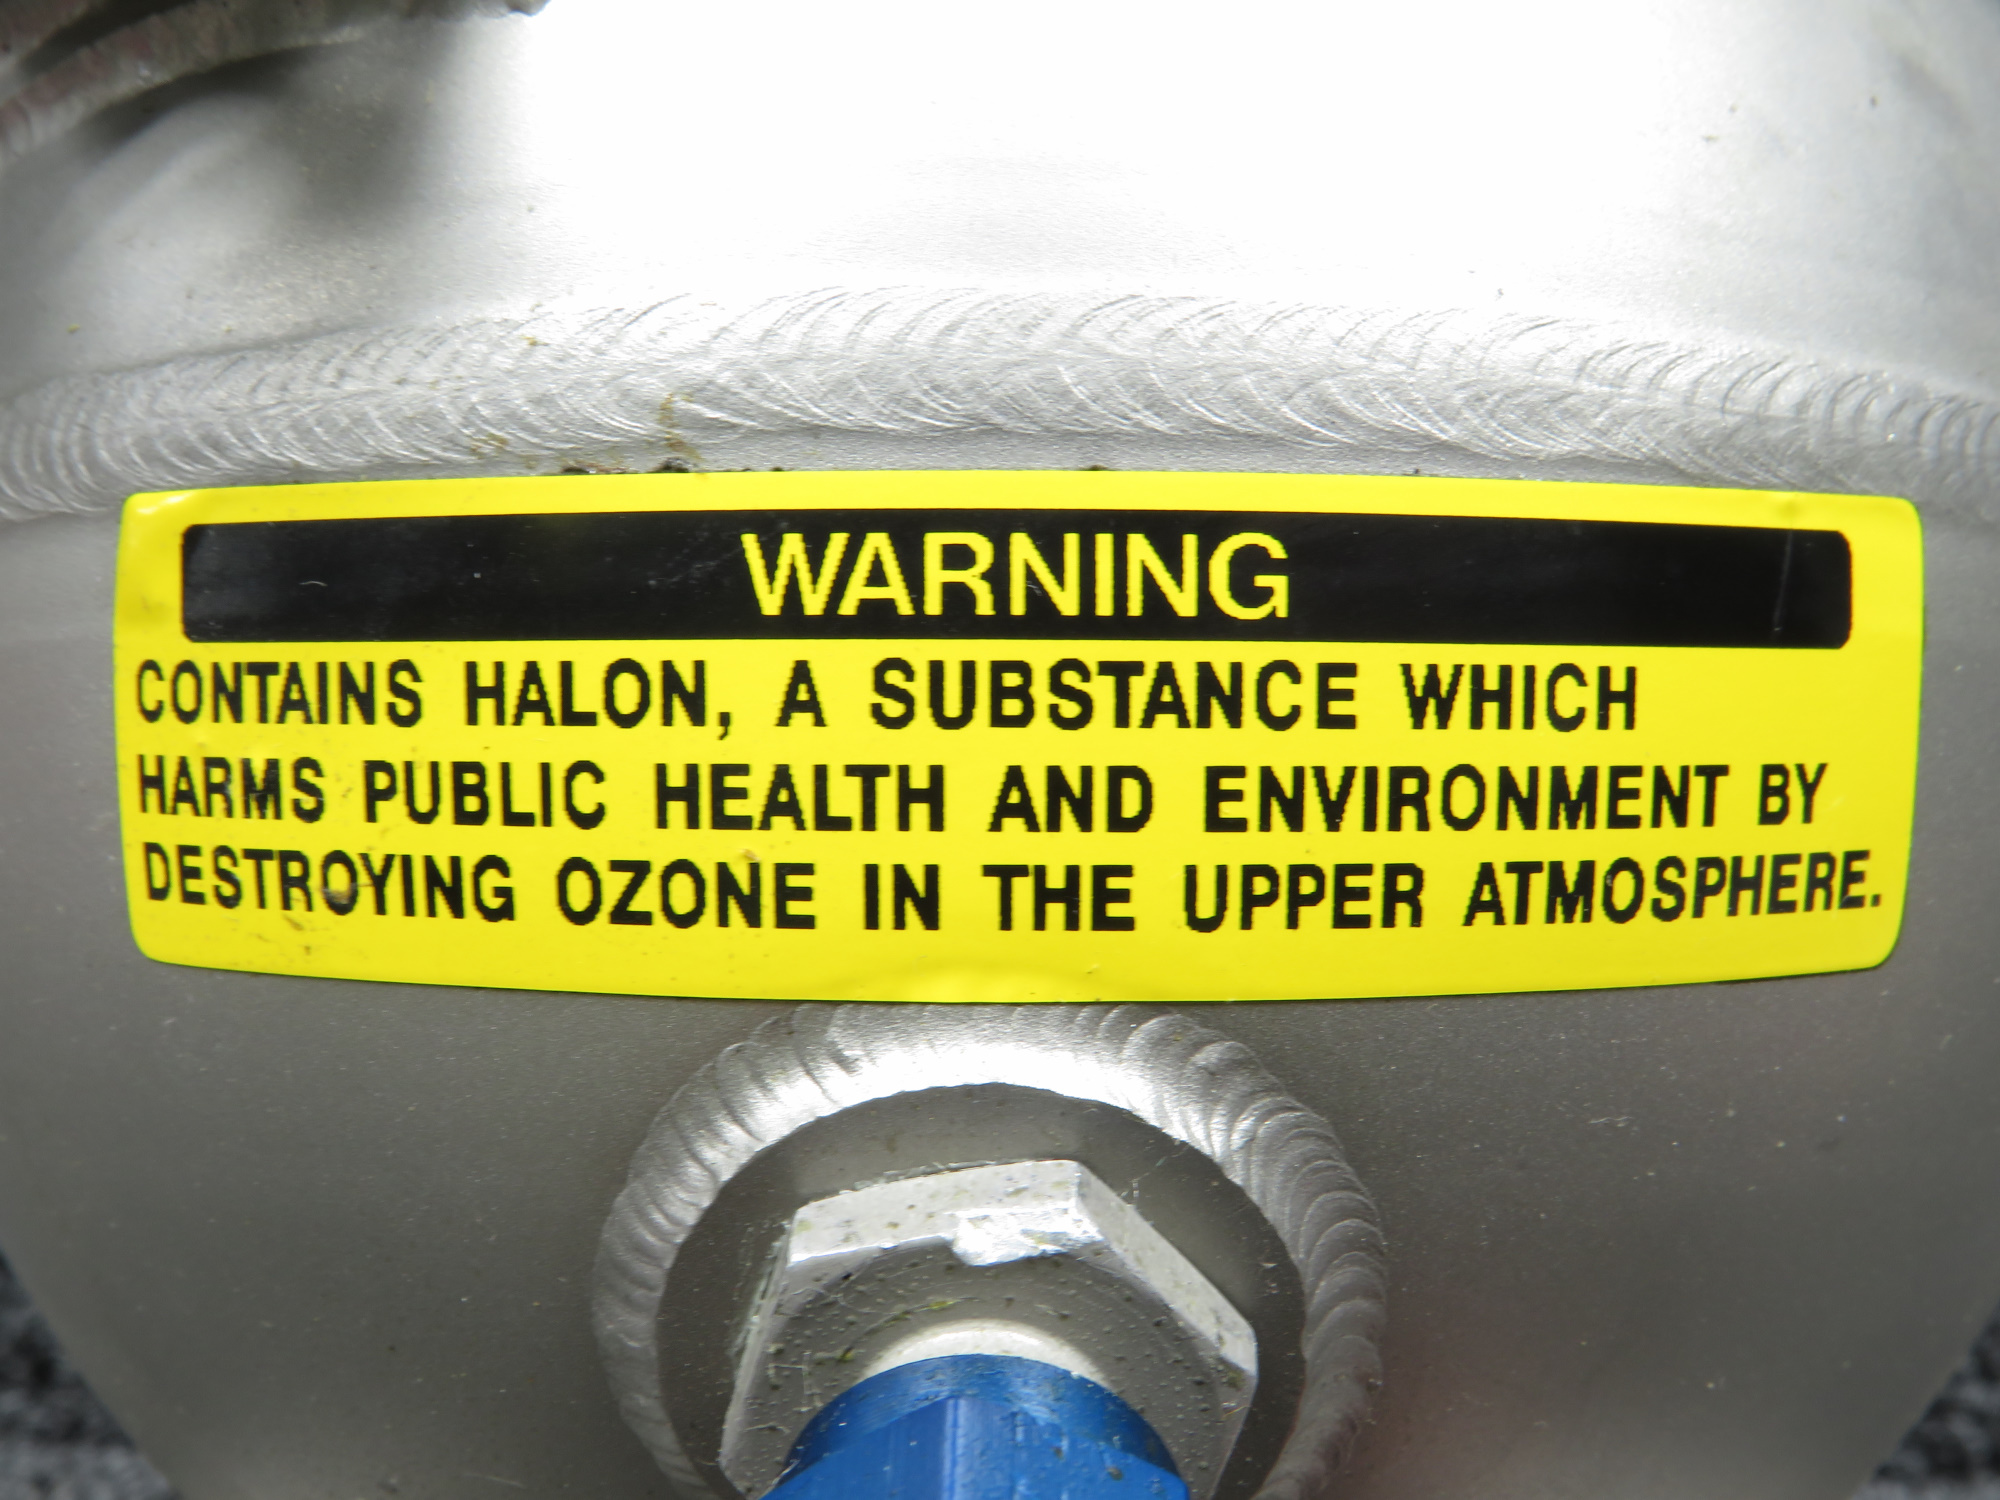 WARNING
CONTAINS HALON, A SUBSTANCE WHICH
HARMS PUBLIC HEALTH AND ENVIRONMENT BY
DESTROYING OZONE IN THE UPPER ATMOSPHERE.